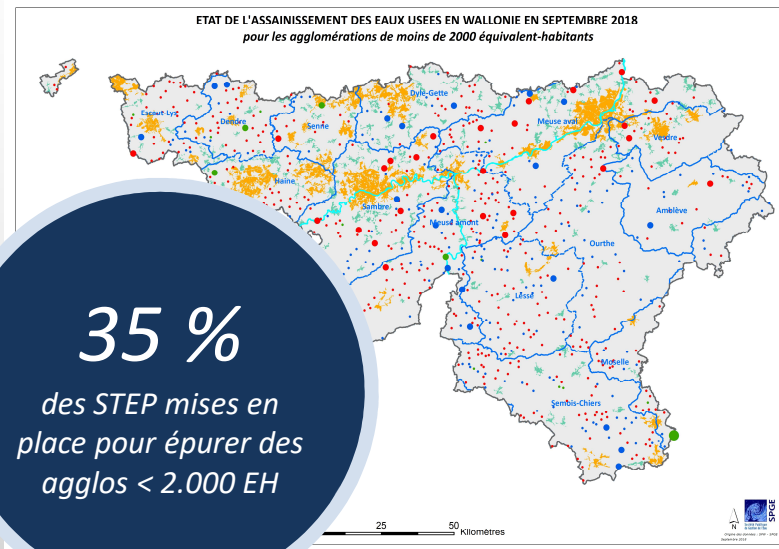 ETAT DE L'ASSAINISSEMENT DES EAUX USEES EN WALLONIE EN SEPTEMBRE 2018
pour les agglomérations de moins de 2000 équivalent-habitants
Dyle-Gette
Escaut-Lys
Dendre
Senne
Meuse aval
Vesdre
Haine
Sambre
Meuse amont
Amblève
Ourthe
Lesse
Moselle
Semois-Chiers
35 %
des STEP mises en
place pour épurer des
agglos < 2.000 EH
25
50
Kilomètres
N
SPGE
Septembre 2018